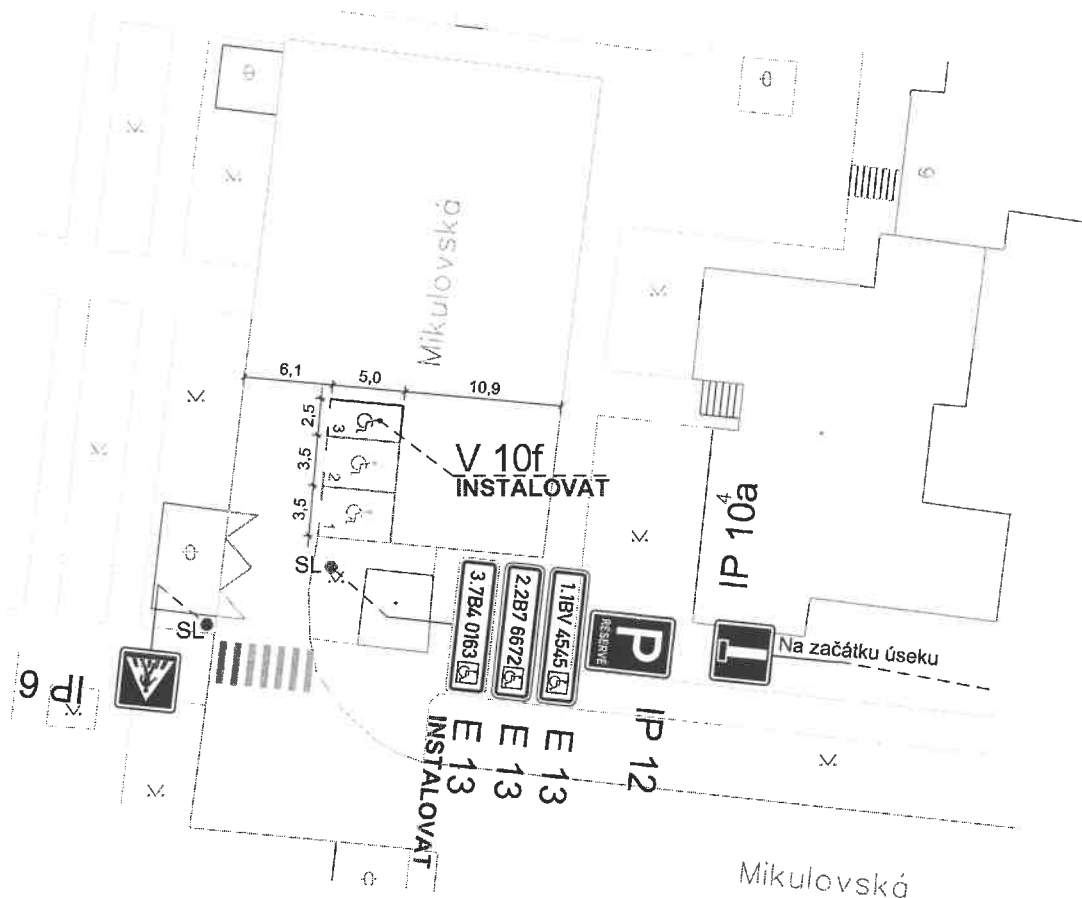 Mikulovská
6,1
5,0
10,9
2,5
3,5
3,5
3
2
1
V 10f
INSTALOVAT
SL
SL
3.7B4 0163
2.2B7 6672
1.1BV 4545
P
RESERVÉ
IP 10a
4
6
Na začátku úseku
IP 6
E 13
E 13
E 13
INSTALOVAT
IP 12
Mikulovská